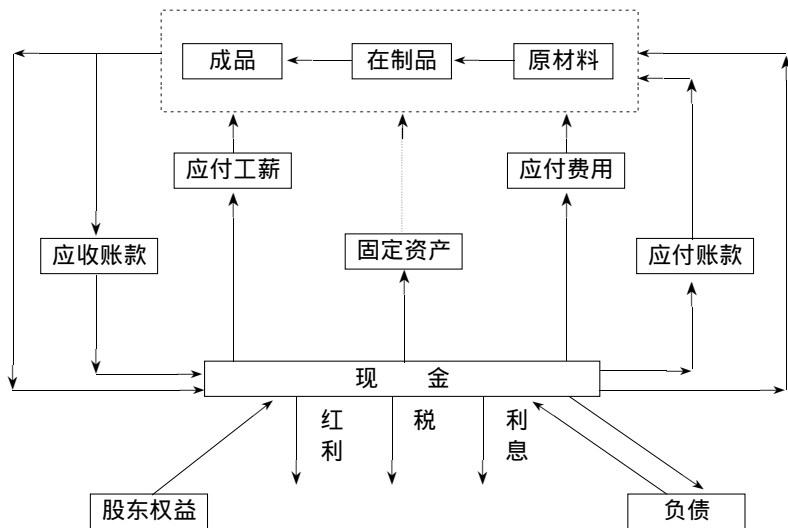 成品
在制品
原材料
应付工薪
应付费用
应收账款
固定资产
应付账款
现 金
红利
税
利息
股东权益
负债